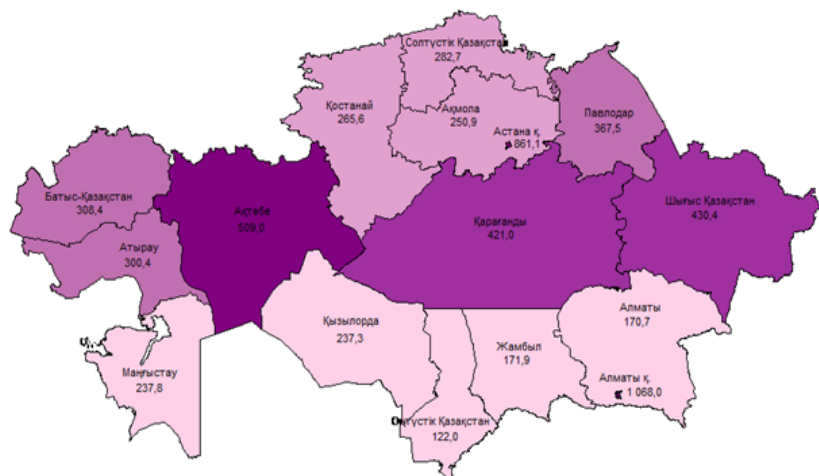 Солтүстік Қазақстан
282,7
Қостанай
265,6
Ақмола
250,9
Астана қ.
861,1
Павлодар
367,5
Батыс-Қазақстан
308,4
Ақтөбе
509,0
Қарағанды
421,0
Шығыс Қазақстан
430,4
Атырау
300,4
Маңғыстау
237,8
Қызылорда
237,3
Жамбыл
171,9
Алматы
170,7
Алматы қ.
1 068,0
Оңтүстік Қазақстан
122,0